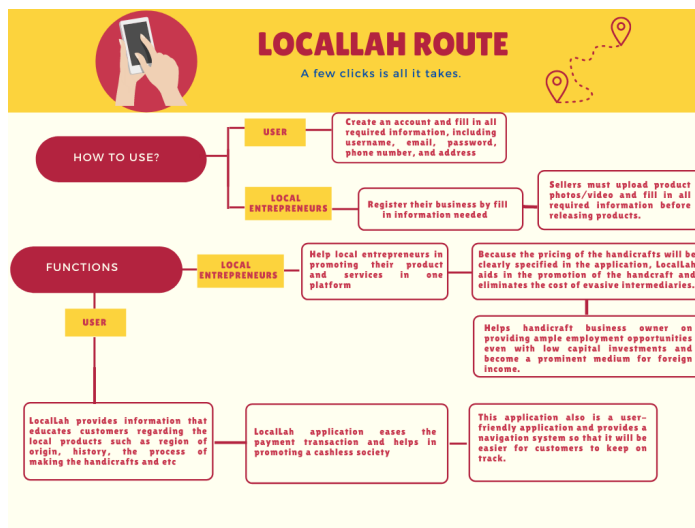 LOCALLAH ROUTE
A few clicks is all it takes.
HOW TO USE?
USER
Create an account and fill in all
required information, including
username, email, password,
phone number, and address
LOCAL
ENTREPRENEURS
Register their business by fill
in information needed
Sellers must upload product
photos/video and fill in all
required information before
releasing products.
FUNCTIONS
LOCAL
ENTREPRENEURS
Help local entrepreneurs in
promoting their product
and services in one
platform
Because the pricing of the handicrafts will be
clearly specified in the application, LocalLah
aids in the promotion of the handcraft and
eliminates the cost of evasive intermediaries.
Helps handicraft business owner on
providing ample employment opportunities
even with low capital investments and
become a prominent medium for foreign
income.
USER
LocalLah provides information that
educates customers regarding the
local products such as region of
origin, history, the process of
making the handicrafts and etc
LocalLah application eases the
payment transaction and helps in
promoting a cashless society
This application also is a user-
friendly application and provides a
navigation system so that it will be
easier for customers to keep on
track.